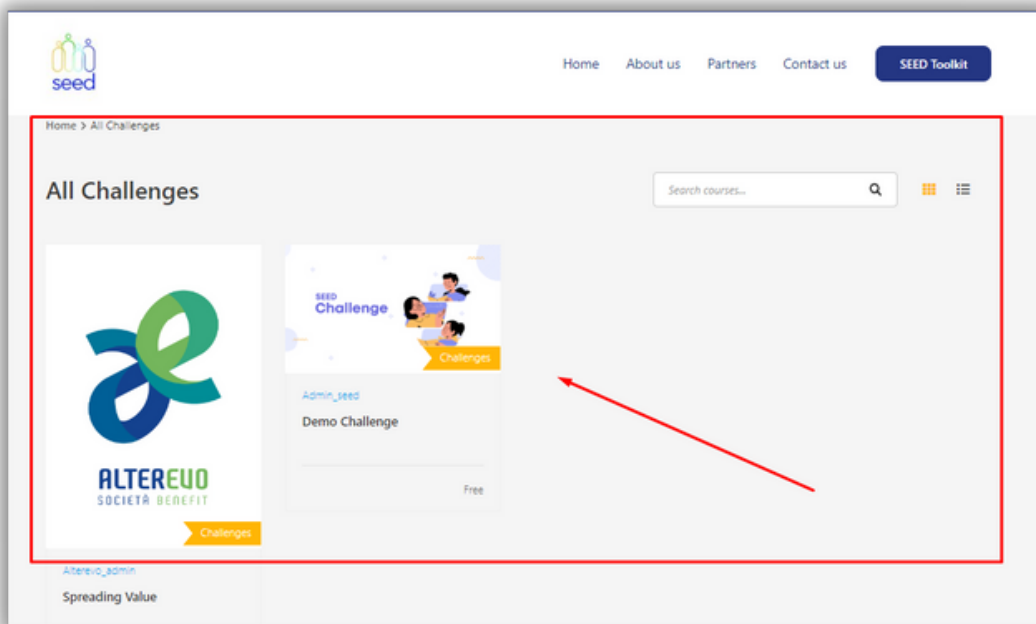 seed
Home About us Partners Contact us SEED Toolkit
Home > All Challenges
All Challenges
Search courses...
SEED
Challenge
Challenges
Admin_seed
Demo Challenge
Free
ALTEREVO
SOCIETÀ BENEFIT
Challenges
Alterevo_admin
Spreading Value